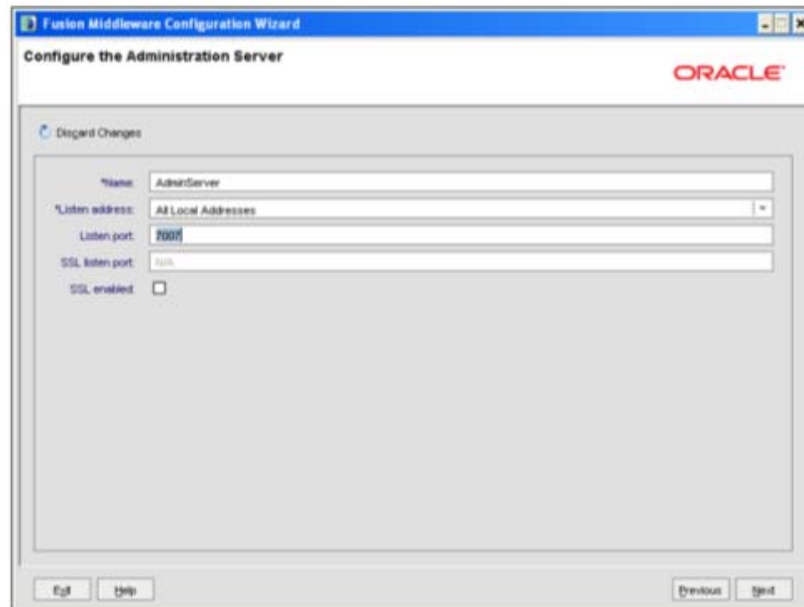 Fusion Middleware Configuration Wizard
Configure the Administration Server
ORACLE
Discard Changes
*Name: AdminServer
*Listen address: All Local Addresses
Listen port: 7007
SSL listen port: N/A
SSL enabled:
Exit Help Previous Next